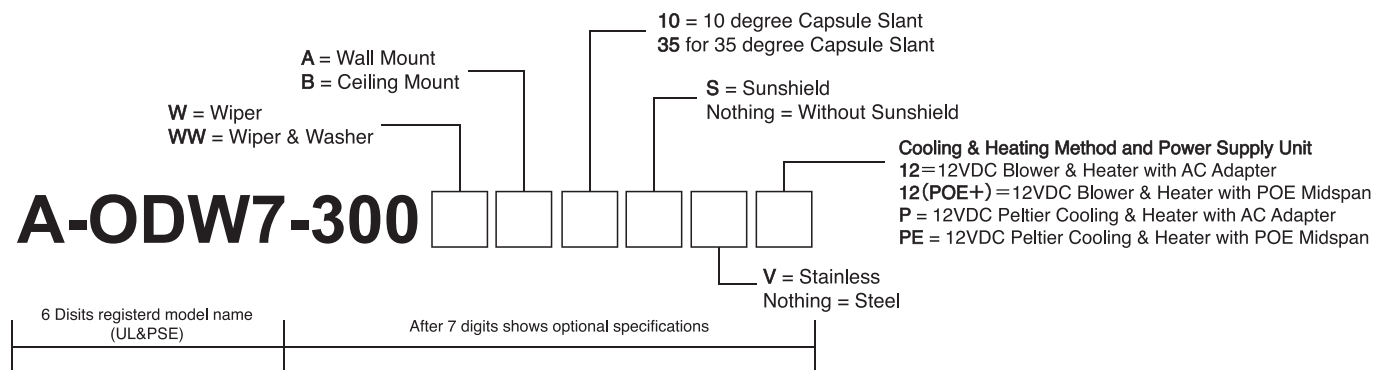 10 = 10 degree Capsule Slant
35 for 35 degree Capsule Slant
A = Wall Mount
B = Ceiling Mount
S = Sunshield
Nothing = Without Sunshield
W = Wiper
WW = Wiper & Washer
Cooling & Heating Method and Power Supply Unit
12=12VDC Blower & Heater with AC Adapter
12(POE+)=12VDC Blower & Heater with POE Midspan
P = 12VDC Peltier Cooling & Heater with AC Adapter
PE = 12VDC Peltier Cooling & Heater with POE Midspan
A-ODW7-300
V = Stainless
Nothing = Steel
6 Disits registerd model name
(UL&PSE)
After 7 digits shows optional specifications